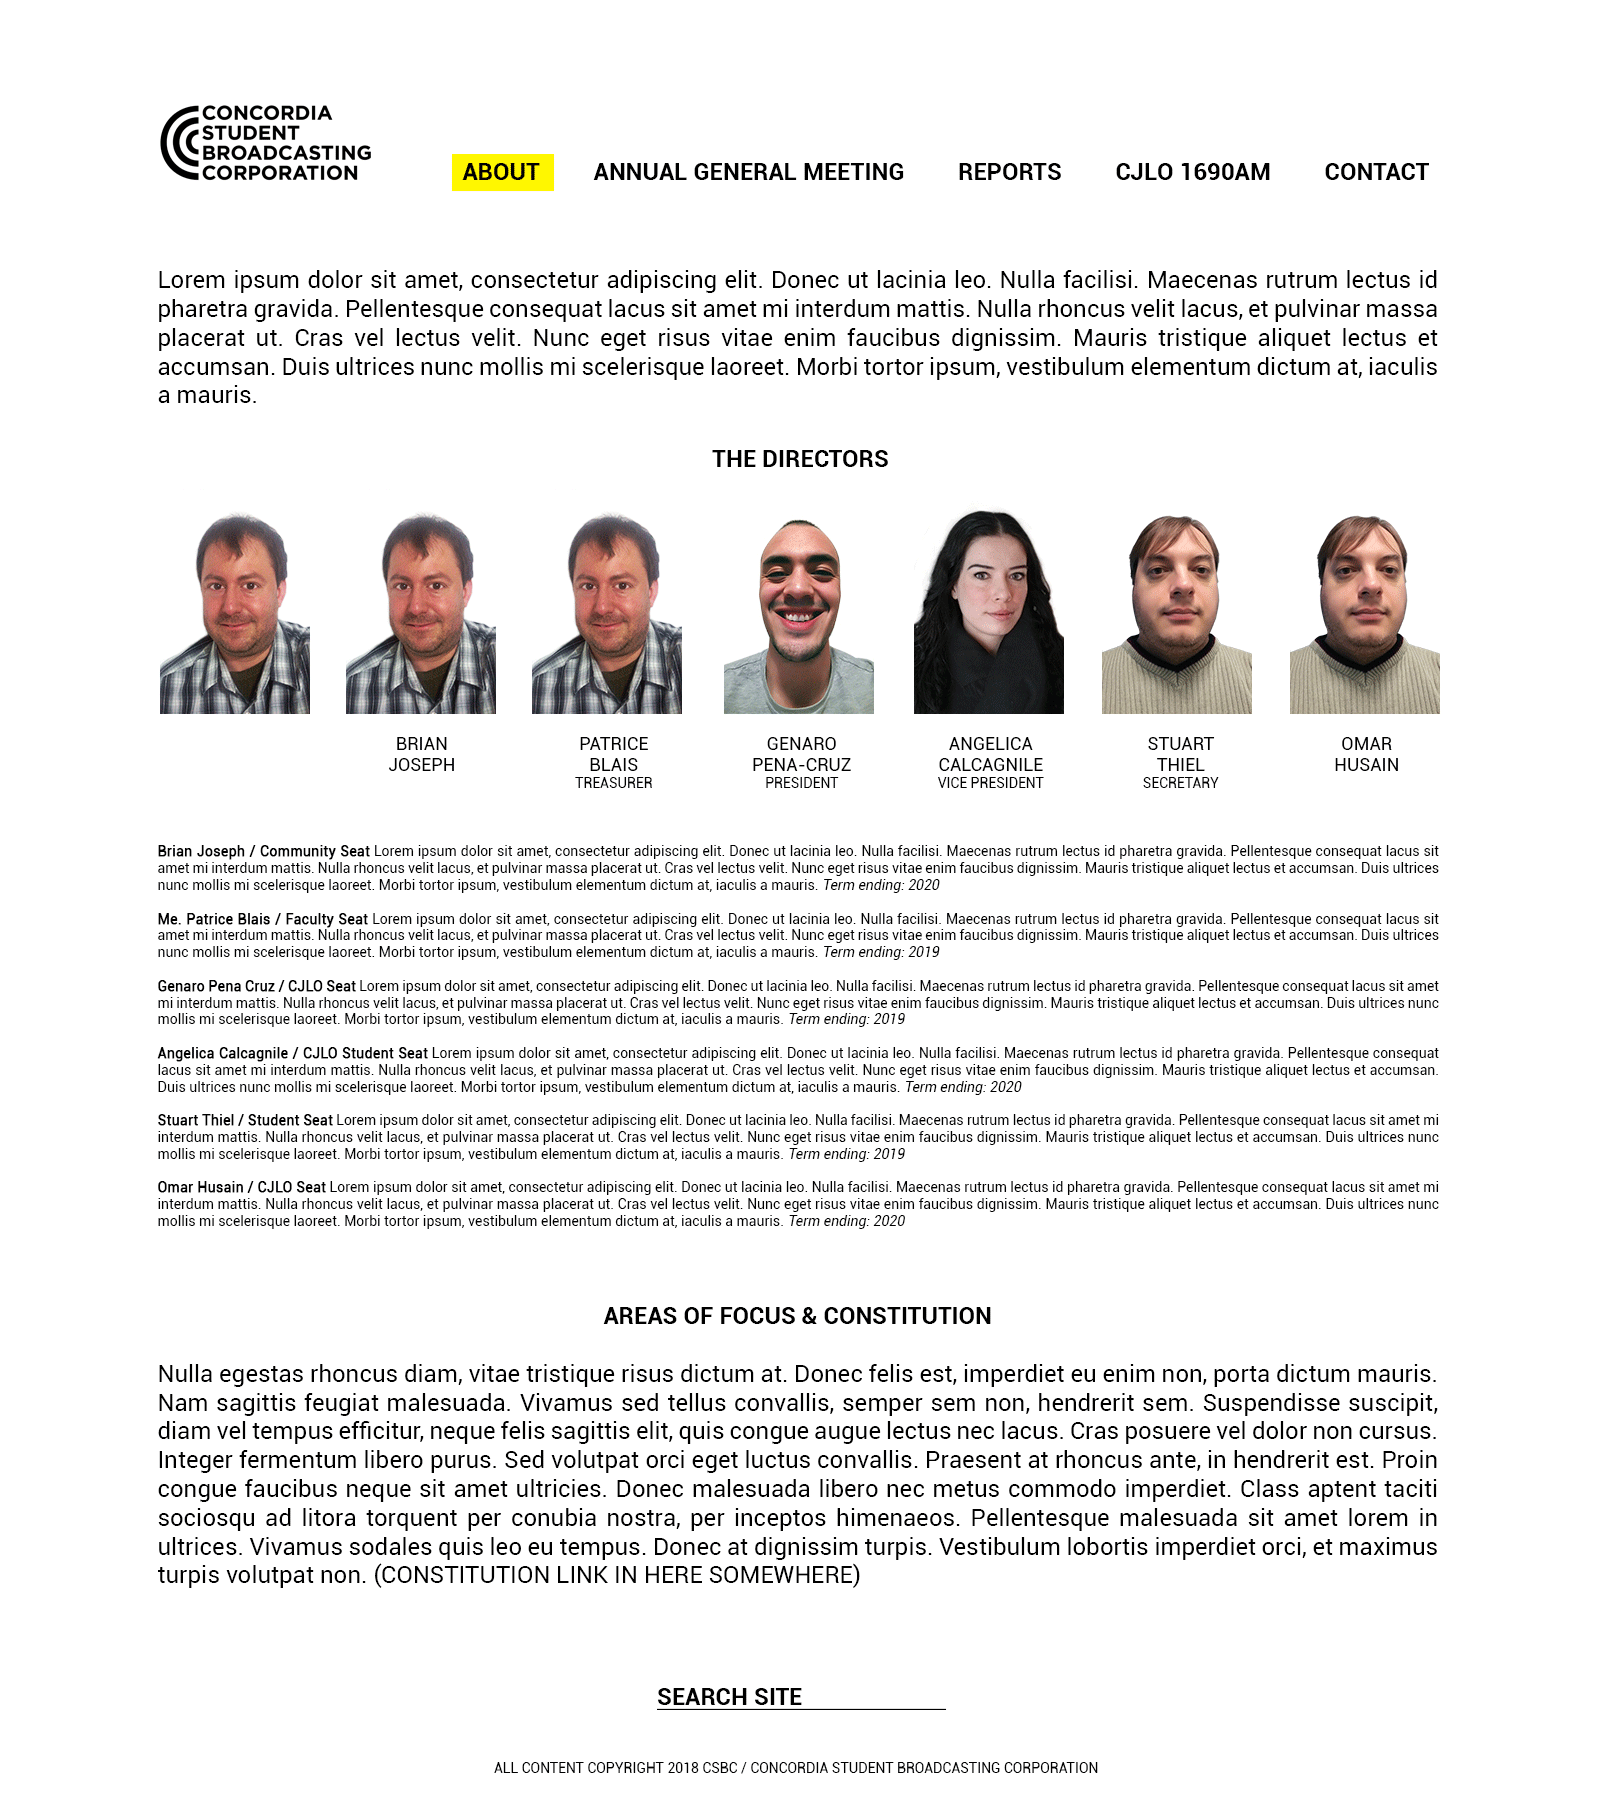 CONCORDIA
STUDENT
BROADCASTING
CORPORATION
ABOUT ANNUAL GENERAL MEETING REPORTS CJLO 1690AM CONTACT
Lorem ipsum dolor sit amet, consectetur adipiscing elit. Donec ut lacinia leo. Nulla facilisi. Maecenas rutrum lectus id
pharetra gravida. Pellentesque consequat lacus sit amet mi interdum mattis. Nulla rhoncus velit lacus, et pulvinar massa
placerat ut. Cras vel lectus velit. Nunc eget risus vitae enim faucibus dignissim. Mauris tristique aliquet lectus et
accumsan. Duis ultrices nunc mollis mi scelerisque laoreet. Morbi tortor ipsum, vestibulum elementum dictum at, iaculis
a mauris.
THE DIRECTORS
BRIAN
JOSEPH
PATRICE
BLAIS
TREASURER
GENARO
PENA-CRUZ
PRESIDENT
ANGELICA
CALCAGNILE
VICE PRESIDENT
STUART
THIEL
SECRETARY
OMAR
HUSAIN
Brian Joseph / Community Seat Lorem ipsum dolor sit amet, consectetur adipiscing elit. Donec ut lacinia leo. Nulla facilisi. Maecenas rutrum lectus id pharetra gravida. Pellentesque consequat lacus sit
amet mi interdum mattis. Nulla rhoncus velit lacus, et pulvinar massa placerat ut. Cras vel lectus velit. Nunc eget risus vitae enim faucibus dignissim. Mauris tristique aliquet lectus et accumsan. Duis ultrices
nunc mollis mi scelerisque laoreet. Morbi tortor ipsum, vestibulum elementum dictum at, iaculis a mauris. Term ending: 2020
Me. Patrice Blais / Faculty Seat Lorem ipsum dolor sit amet, consectetur adipiscing elit. Donec ut lacinia leo. Nulla facilisi. Maecenas rutrum lectus id pharetra gravida. Pellentesque consequat lacus sit
amet mi interdum mattis. Nulla rhoncus velit lacus, et pulvinar massa placerat ut. Cras vel lectus velit. Nunc eget risus vitae enim faucibus dignissim. Mauris tristique aliquet lectus et accumsan. Duis ultrices
nunc mollis mi scelerisque laoreet. Morbi tortor ipsum, vestibulum elementum dictum at, iaculis a mauris. Term ending: 2019
Genaro Pena Cruz / CJLO Seat Lorem ipsum dolor sit amet, consectetur adipiscing elit. Donec ut lacinia leo. Nulla facilisi. Maecenas rutrum lectus id pharetra gravida. Pellentesque consequat lacus sit amet
mi interdum mattis. Nulla rhoncus velit lacus, et pulvinar massa placerat ut. Cras vel lectus velit. Nunc eget risus vitae enim faucibus dignissim. Mauris tristique aliquet lectus et accumsan. Duis ultrices nunc
mollis mi scelerisque laoreet. Morbi tortor ipsum, vestibulum elementum dictum at, iaculis a mauris. Term ending: 2019
Angelica Calcagnile / CJLO Student Seat Lorem ipsum dolor sit amet, consectetur adipiscing elit. Donec ut lacinia leo. Nulla facilisi. Maecenas rutrum lectus id pharetra gravida. Pellentesque consequat
lacus sit amet mi interdum mattis. Nulla rhoncus velit lacus, et pulvinar massa placerat ut. Cras vel lectus velit. Nunc eget risus vitae enim faucibus dignissim. Mauris tristique aliquet lectus et accumsan.
Duis ultrices nunc mollis mi scelerisque laoreet. Morbi tortor ipsum, vestibulum elementum dictum at, iaculis a mauris. Term ending: 2020
Stuart Thiel / Student Seat Lorem ipsum dolor sit amet, consectetur adipiscing elit. Donec ut lacinia leo. Nulla facilisi. Maecenas rutrum lectus id pharetra gravida. Pellentesque consequat lacus sit amet mi
interdum mattis. Nulla rhoncus velit lacus, et pulvinar massa placerat ut. Cras vel lectus velit. Nunc eget risus vitae enim faucibus dignissim. Mauris tristique aliquet lectus et accumsan. Duis ultrices nunc
mollis mi scelerisque laoreet. Morbi tortor ipsum, vestibulum elementum dictum at, iaculis a mauris. Term ending: 2019
Omar Husain / CJLO Seat Lorem ipsum dolor sit amet, consectetur adipiscing elit. Donec ut lacinia leo. Nulla facilisi. Maecenas rutrum lectus id pharetra gravida. Pellentesque consequat lacus sit amet mi
interdum mattis. Nulla rhoncus velit lacus, et pulvinar massa placerat ut. Cras vel lectus velit. Nunc eget risus vitae enim faucibus dignissim. Mauris tristique aliquet lectus et accumsan. Duis ultrices nunc
mollis mi scelerisque laoreet. Morbi tortor ipsum, vestibulum elementum dictum at, iaculis a mauris. Term ending: 2020
AREAS OF FOCUS & CONSTITUTION
Nulla egestas rhoncus diam, vitae tristique risus dictum at. Donec felis est, imperdiet eu enim non, porta dictum mauris.
Nam sagittis feugiat malesuada. Vivamus sed tellus convallis, semper sem non, hendrerit sem. Suspendisse suscipit,
diam vel tempus efficitur, neque felis sagittis elit, quis congue augue lectus nec lacus. Cras posuere vel dolor non cursus.
Integer fermentum libero purus. Sed volutpat orci eget luctus convallis. Praesent at rhoncus ante, in hendrerit est. Proin
congue faucibus neque sit amet ultricies. Donec malesuada libero nec metus commodo imperdiet. Class aptent taciti
sociosqu ad litora torquent per conubia nostra, per inceptos himenaeos. Pellentesque malesuada sit amet lorem in
ultrices. Vivamus sodales quis leo eu tempus. Donec at dignissim turpis. Vestibulum lobortis imperdiet orci, et maximus
turpis volutpat non. (CONSTITUTION LINK IN HERE SOMEWHERE)
SEARCH SITE
ALL CONTENT COPYRIGHT 2018 CSBC / CONCORDIA STUDENT BROADCASTING CORPORATION